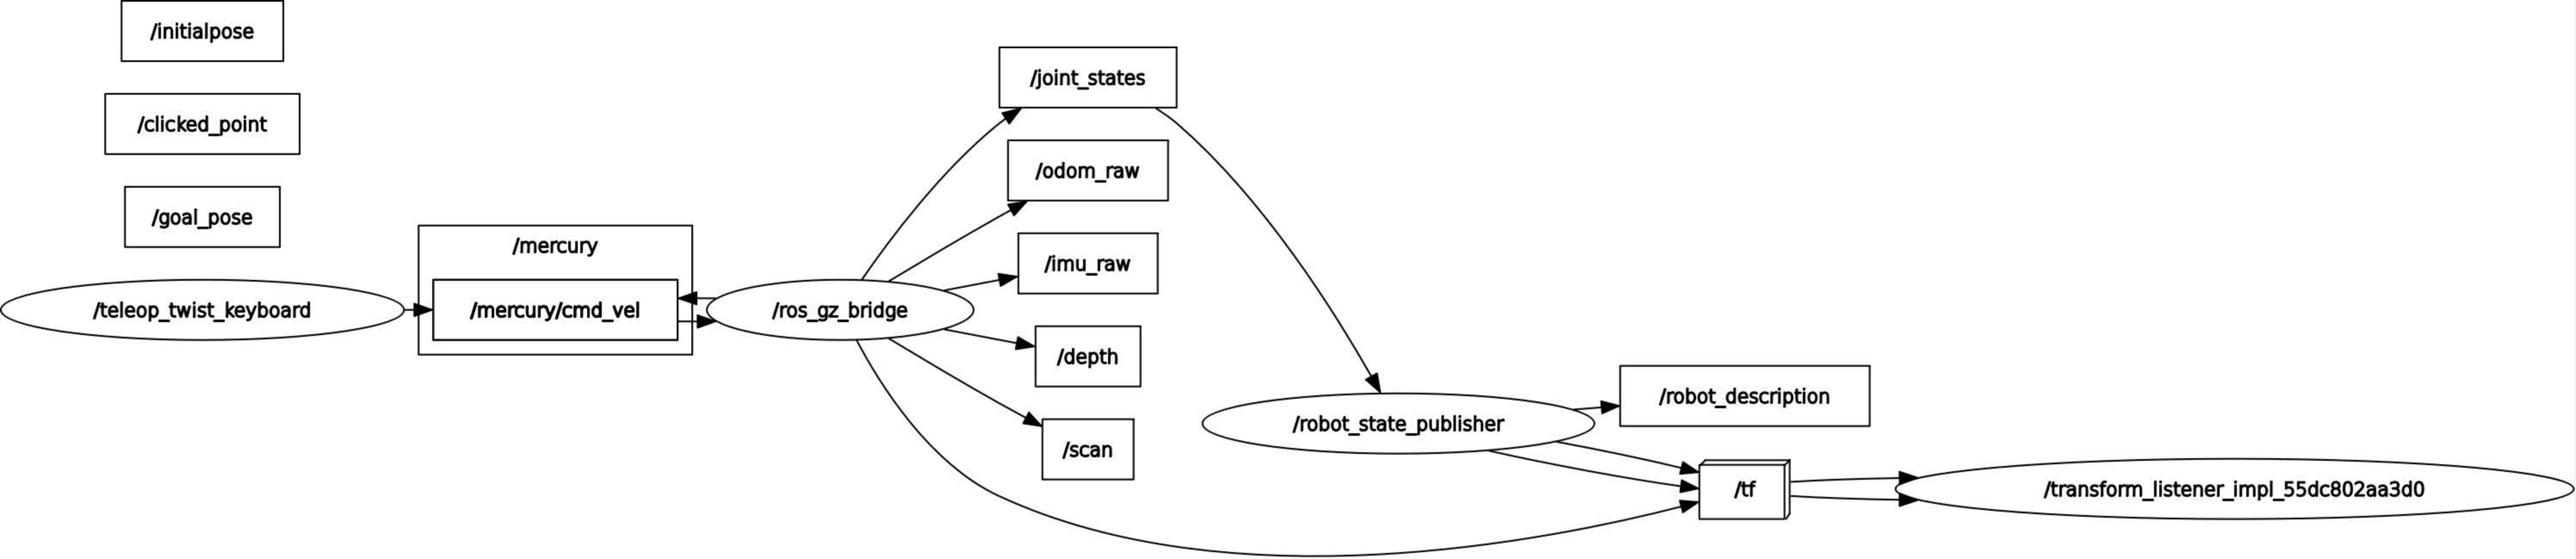 /initialpose
/clicked_point
/goal_pose
/teleop_twist_keyboard
/mercury
/mercury/cmd_vel
/ros_gz_bridge
/joint_states
/odom_raw
/imu_raw
/depth
/scan
/robot_state_publisher
/robot_description
/tf
/transform_listener_impl_55dc802aa3d0